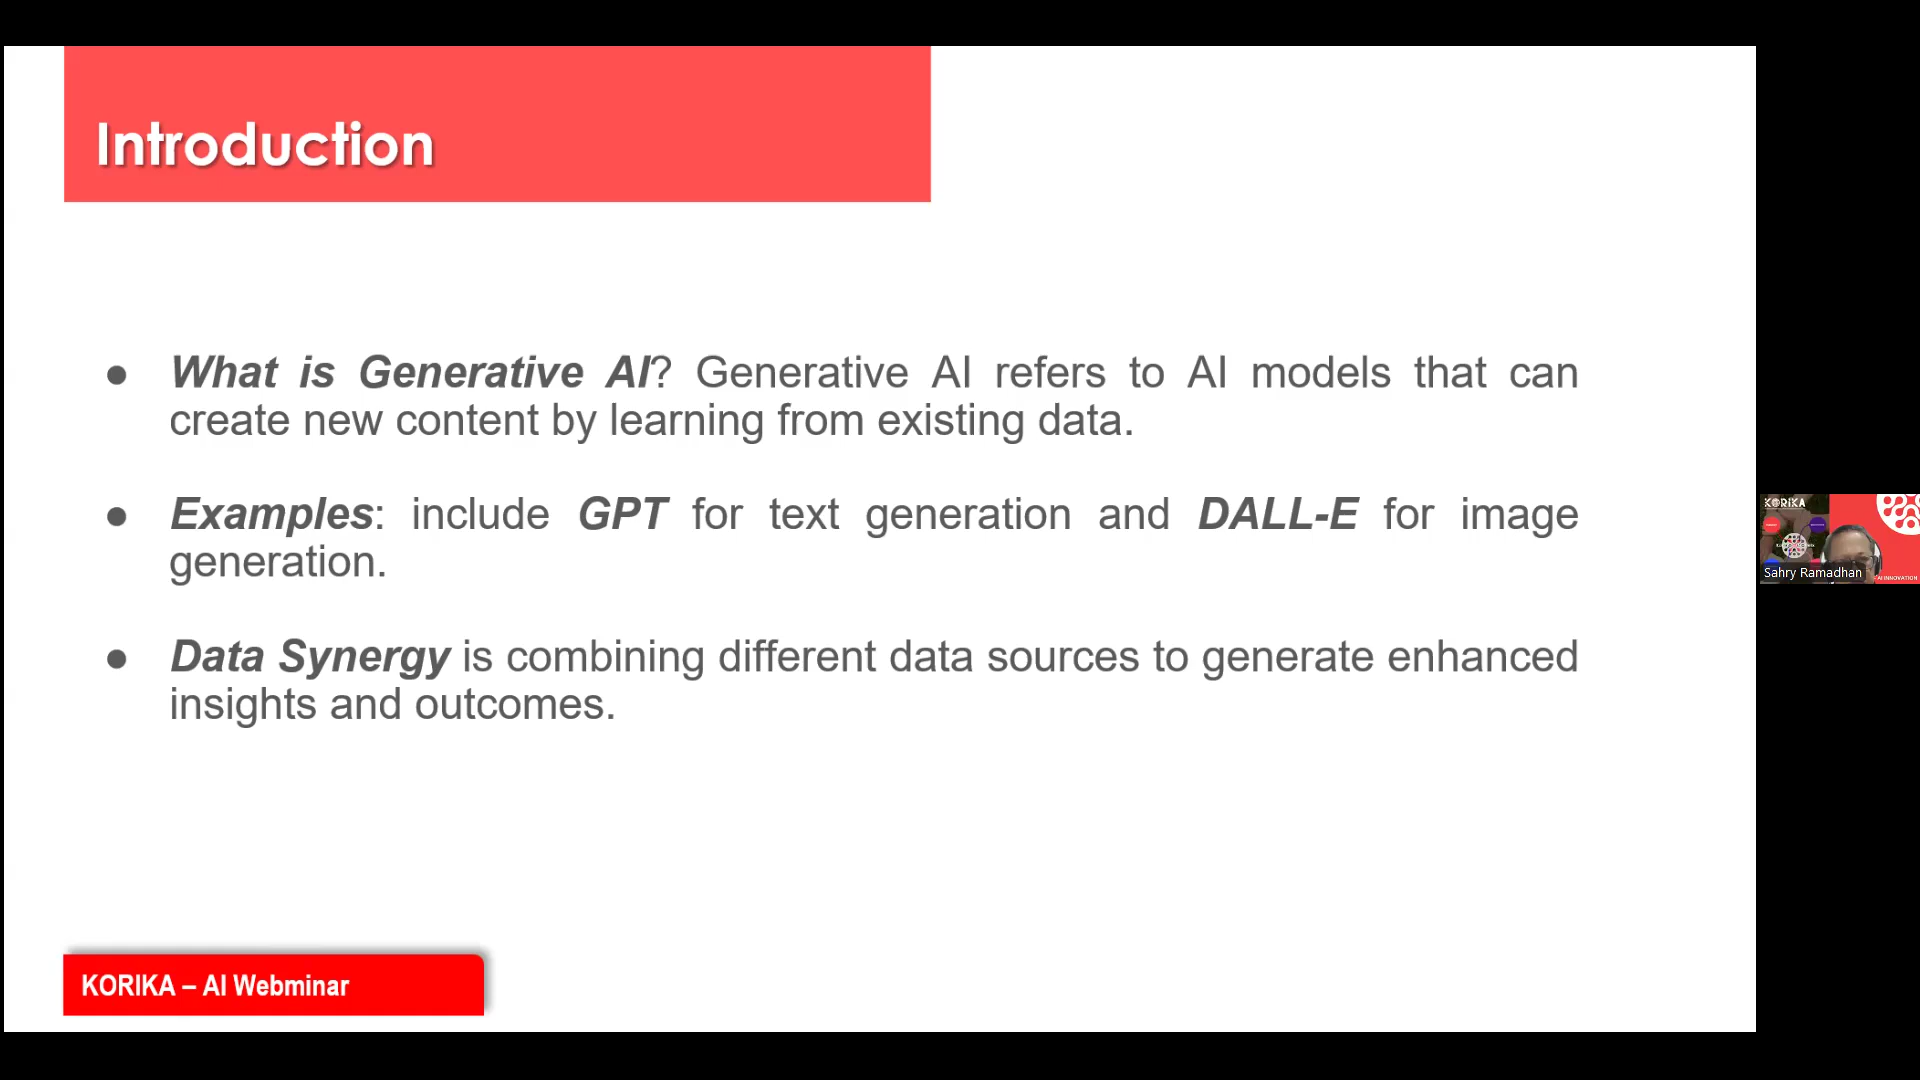 Introduction
● What is Generative AI? Generative AI refers to AI models that can
create new content by learning from existing data.
● Examples: include GPT for text generation and DALL-E for image
generation.
● Data Synergy is combining different data sources to generate enhanced
insights and outcomes.
KORIKA – AI Webminar
KORIKA
Sahry Ramadhan
AI INNOVATION